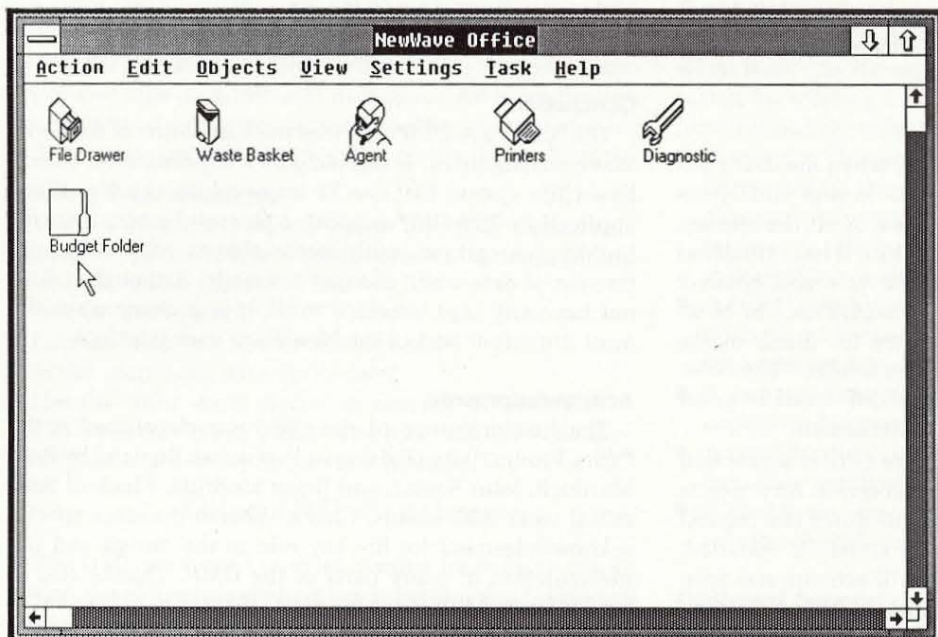 NewWave Office
Action Edit Objects View Settings Task Help
File Drawer Waste Basket Agent Printers Diagnostic
Budget Folder